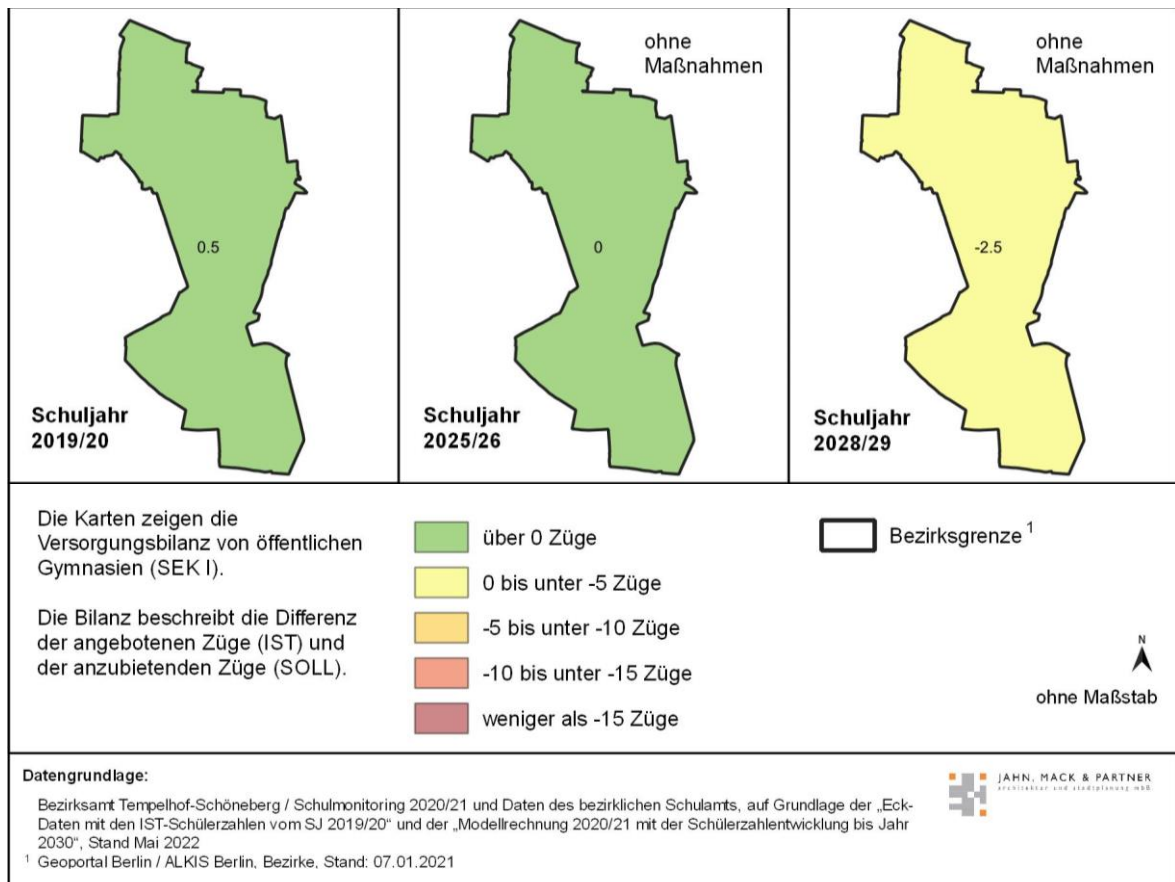 0.5
Schuljahr
2019/20
ohne
Maßnahmen
0
Schuljahr
2025/26
ohne
Maßnahmen
-2.5
Schuljahr
2028/29
Die Karten zeigen die
Versorgungsbilanz von öffentlichen
Gymnasien (SEK I).
Die Bilanz beschreibt die Differenz
der angebotenen Züge (IST) und
der anzubietenden Züge (SOLL).
über 0 Züge
0 bis unter -5 Züge
-5 bis unter -10 Züge
-10 bis unter -15 Züge
weniger als -15 Züge
Bezirksgrenze 1
N
ohne Maßstab
Datengrundlage:
Bezirksamt Tempelhof-Schöneberg / Schulmonitoring 2020/21 und Daten des bezirklichen Schulamts, auf Grundlage der „Eck-
Daten mit den IST-Schülerzahlen vom SJ 2019/20“ und der „Modellrechnung 2020/21 mit der Schülerzahlentwicklung bis Jahr
2030“, Stand Mai 2022
1 Geoportal Berlin / ALKIS Berlin, Bezirke, Stand: 07.01.2021
JAHN, MACK & PARTNER
architektur und stadtplanung mbB